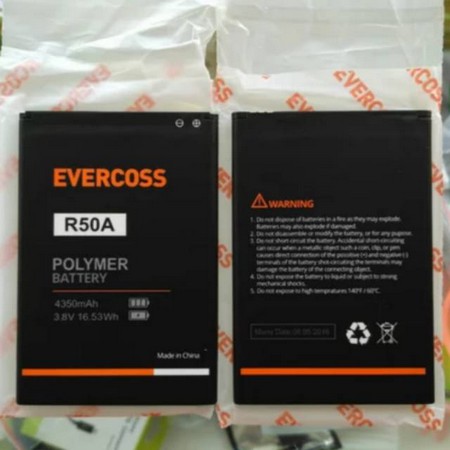 EVERCOSS
EVERCOSS
EVERCOSS
R50A
POLYMER
BATTERY
4350mAh
3.8V 16.53Wh
Made in China
WARNING
1. Do not dispose of batteries in a fire as they may explode.
Batteries may also explode if damaged.
2. Do not disassemble or modify the battery, or for any purpose.
3. Do not short circuit the battery. Accidental short-circuiting
can occur when a metallic object such a coin, clip, or pen
causes direct connection of the positive (+) and negative (-)
terminals of the battery shot-circuiting the terminals may
damage the battery of the connecting object.
4. Do not expose the battery to liquid or subject to strong
mechanical shocks.
5. Do not expose to high tempratures 140°F / 60°C.